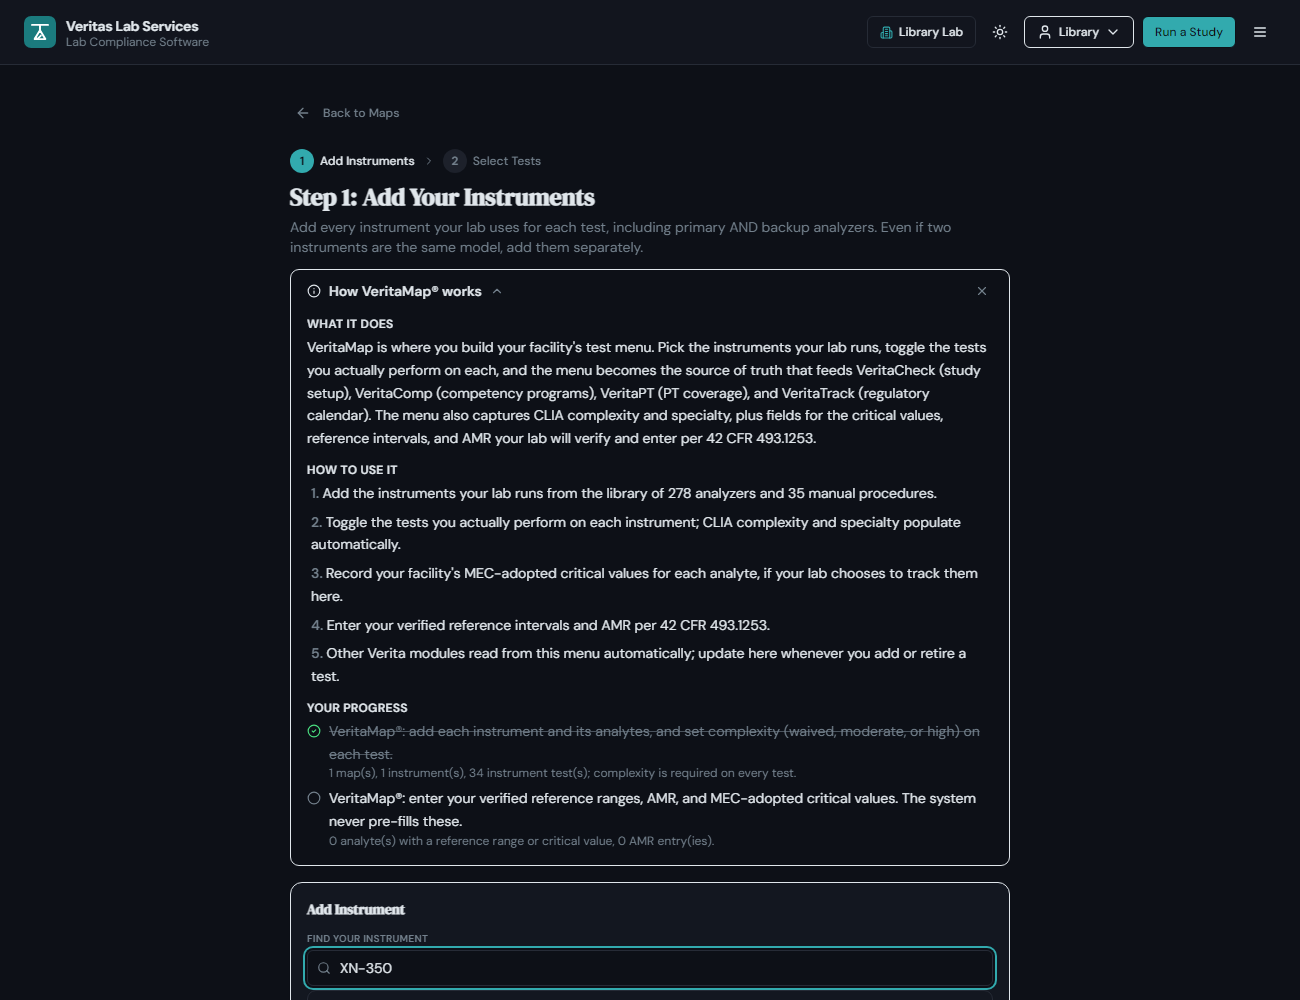 Veritas Lab Services
Lab Compliance Software
Library Lab
Library
Run a Study
Back to Maps
1 Add Instruments
2 Select Tests
Step 1: Add Your Instruments
Add every instrument your lab uses for each test, including primary AND backup analyzers. Even if two
instruments are the same model, add them separately.
How VeritaMap® works
WHAT IT DOES
VeritaMap is where you build your facility's test menu. Pick the instruments your lab runs, toggle the tests
you actually perform on each, and the menu becomes the source of truth that feeds VeritaCheck (study
setup), VeritaComp (competency programs), VeritaPT (PT coverage), and VeritaTrack (regulatory
calendar). The menu also captures CLIA complexity and specialty, plus fields for the critical values,
reference intervals, and AMR your lab will verify and enter per 42 CFR 493.1253.
HOW TO USE IT
1. Add the instruments your lab runs from the library of 278 analyzers and 35 manual procedures.
2. Toggle the tests you actually perform on each instrument; CLIA complexity and specialty populate
automatically.
3. Record your facility's MEC-adopted critical values for each analyte, if your lab chooses to track them
here.
4. Enter your verified reference intervals and AMR per 42 CFR 493.1253.
5. Other Verita modules read from this menu automatically; update here whenever you add or retire a
test.
YOUR PROGRESS
VeritaMap®: add each instrument and its analytes, and set complexity (waived, moderate, or high) on
each test.
1 map(s), 1 instrument(s), 34 instrument test(s); complexity is required on every test.
VeritaMap®: enter your verified reference ranges, AMR, and MEC-adopted critical values. The system
never pre-fills these.
0 analyte(s) with a reference range or critical value, 0 AMR entry(ies).
Add Instrument
FIND YOUR INSTRUMENT
XN-350